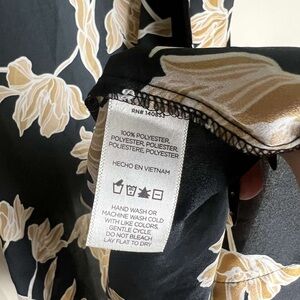 100% POLYESTER
POLYESTER, POLIESTER
POLIESTERE, POLYESTER
HECHO EN VIETNAM
HAND WASH OR
MACHINE WASH COLD
WITH LIKE COLORS,
GENTLE CYCLE.
DO NOT BLEACH
LAY FLAT TO DRY